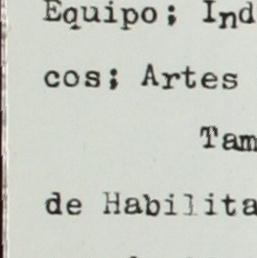 Equipo; Ind
cos; Artes
Tam
de Habilita